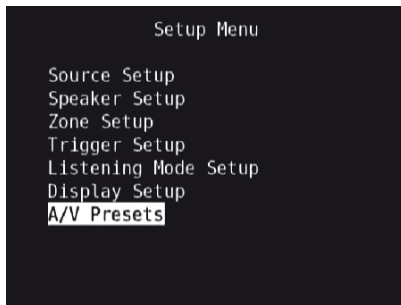 Setup Menu
Source Setup
Speaker Setup
Zone Setup
Trigger Setup
Listening Mode Setup
Display Setup
A/V Presets